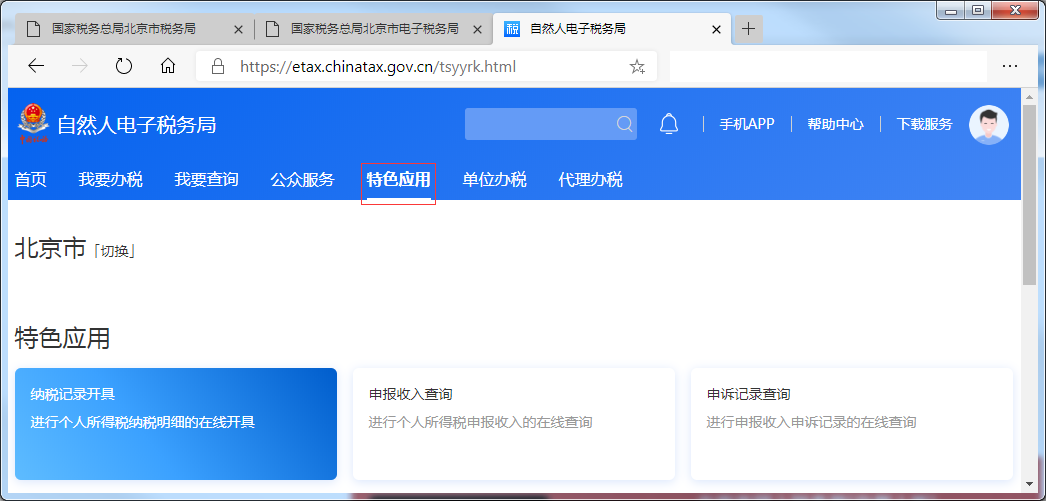 国家税务总局北京市税务局
国家税务总局北京市电子税务局
自然人电子税务局
https://etax.chinatax.gov.cn/tsyyrk.html
自然人电子税务局
手机APP
帮助中心
下载服务
首页 我要办税 我要查询 公众服务 特色应用 单位办税 代理办税
北京市「切换」
特色应用
纳税记录开具
进行个人所得税纳税明细的在线开具
申报收入查询
进行个人所得税申报收入的在线查询
申诉记录查询
进行申报收入申诉记录的在线查询